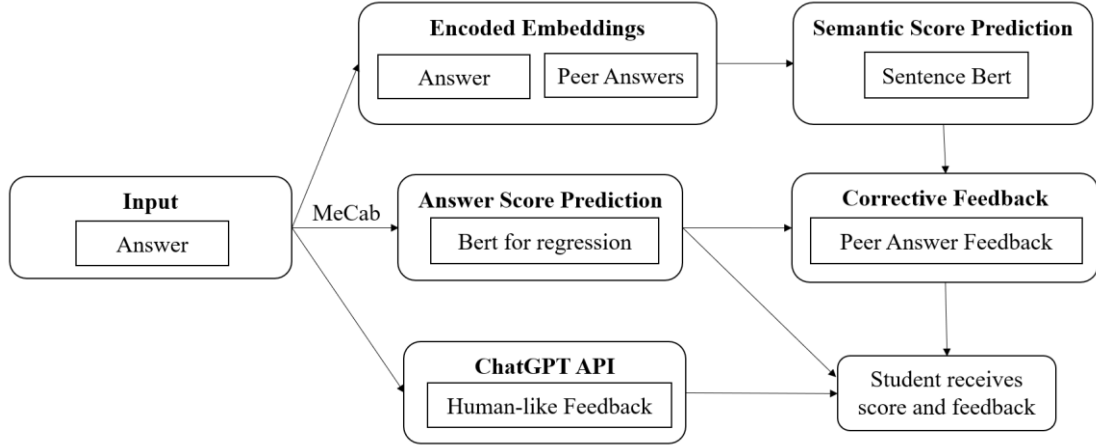 Encoded Embeddings
Answer
Peer Answers
Semantic Score Prediction
Sentence Bert
Input
Answer
MeCab
Answer Score Prediction
Bert for regression
Corrective Feedback
Peer Answer Feedback
ChatGPT API
Human-like Feedback
Student receives
score and feedback